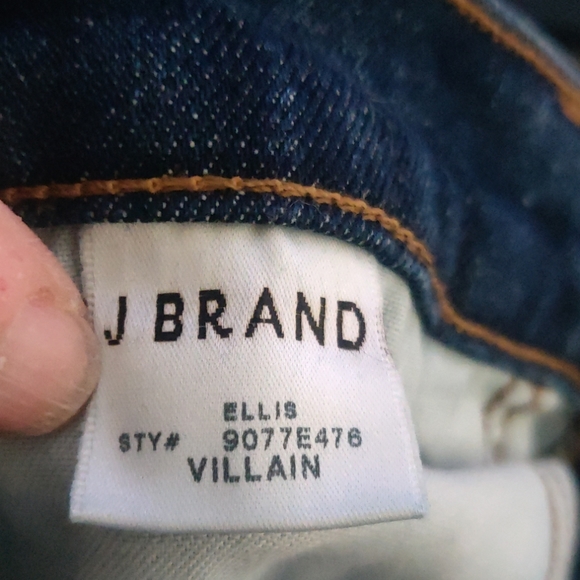 J BRAND
ELLIS
STY# 9077E476
VILLAIN